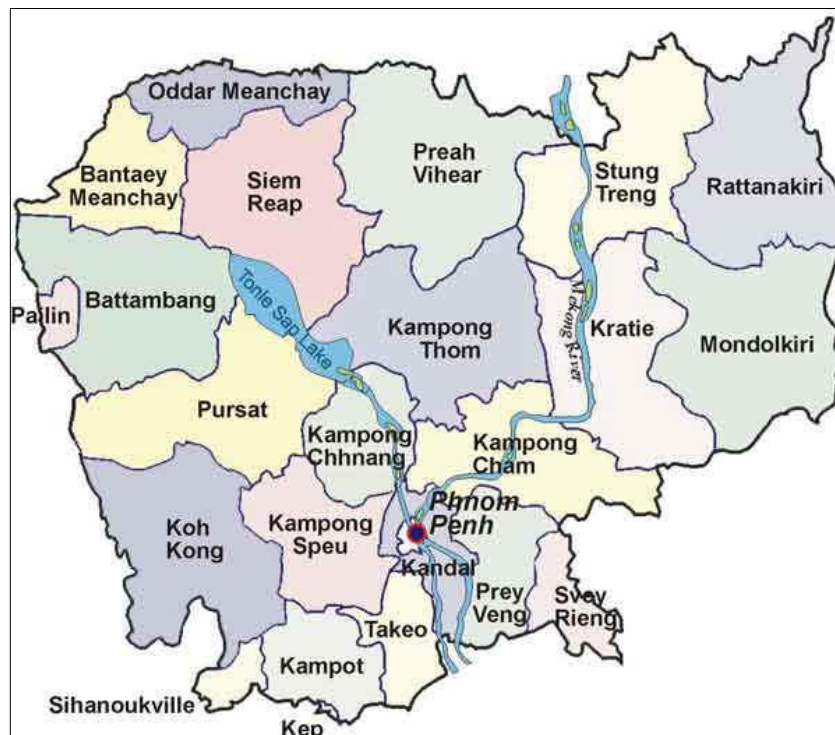 Oddar Meanchay
Bantaey
Meanchay
Siem
Reap
Preah
Vihear
Stung
Treng
Rattanakiri
Pailin
Battambang
Tonle Sap Lake
Kampong
Thom
Mekong River
Kratie
Mondolkiri
Pursat
Kampong
Chhnang
Kampong
Cham
Koh
Kong
Kampong
Speu
Phnom
Penh
Kandal
Prey
Veng
Svey
Rieng
Takeo
Kampot
Sihanoukville
Kep